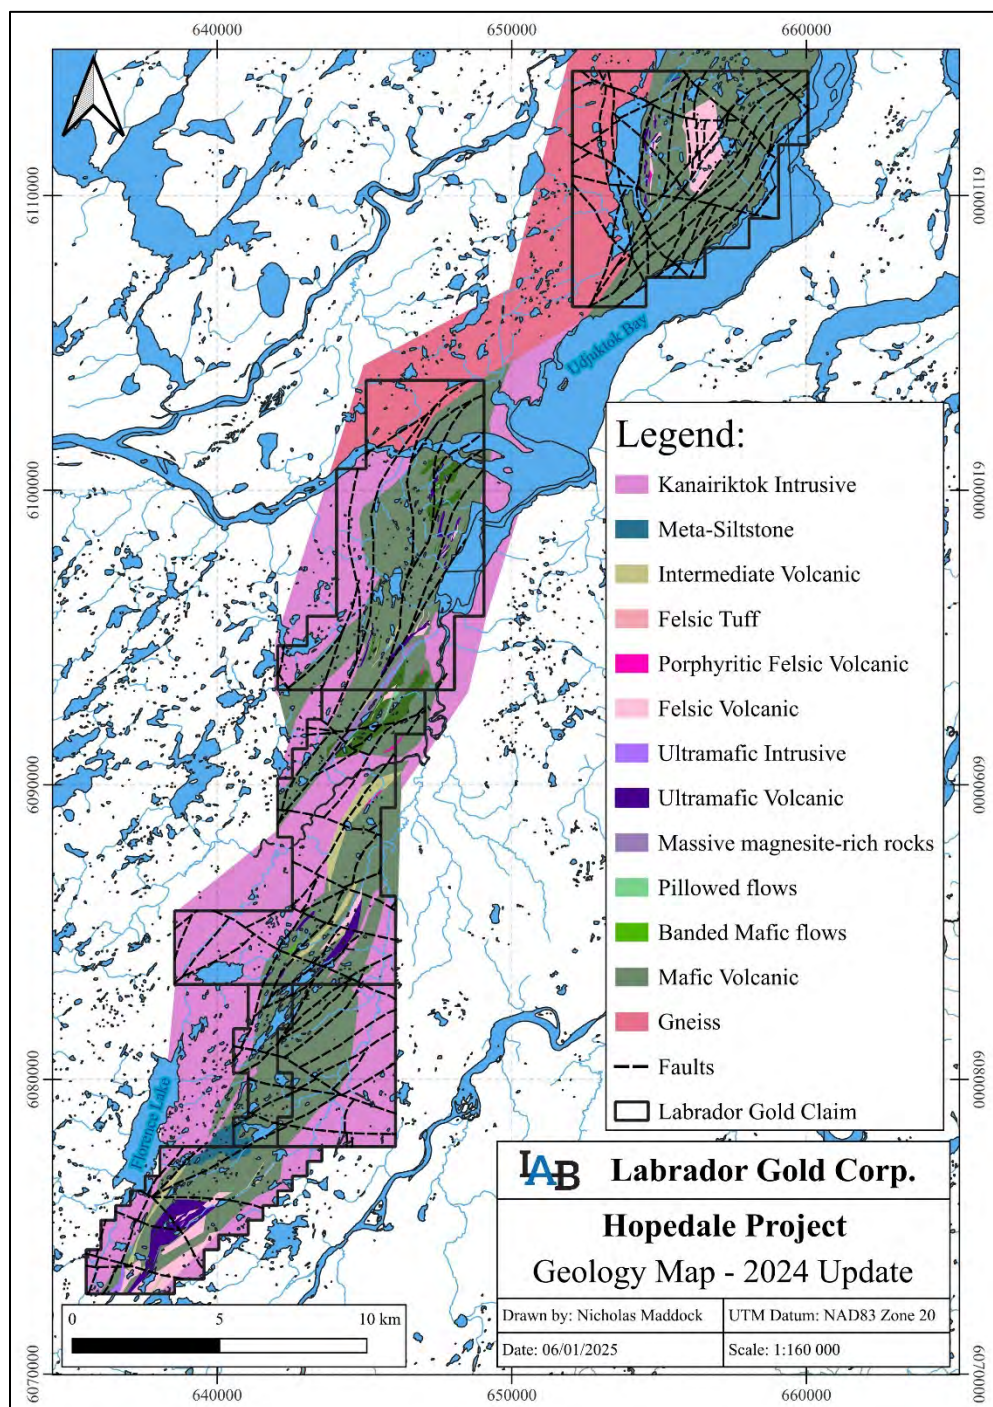 640000
650000
660000
6110000
6110000
Udjuktok Bay
Legend:
Kanairiktok Intrusive
Meta-Siltstone
Intermediate Volcanic
Felsic Tuff
Porphyritic Felsic Volcanic
Felsic Volcanic
Ultramafic Intrusive
Ultramafic Volcanic
Massive magnesite-rich rocks
Pillowed flows
Banded Mafic flows
Mafic Volcanic
Gneiss
Faults
Labrador Gold Claim
6100000
6100000
6090000
6090000
6080000
6080000
Florence Lake
LAB Labrador Gold Corp.
Hopedale Project
Geology Map - 2024 Update
Drawn by: Nicholas Maddock
UTM Datum: NAD83 Zone 20
Date: 06/01/2025
Scale: 1:160 000
0 5 10 km
6070000
6070000
640000
650000
660000